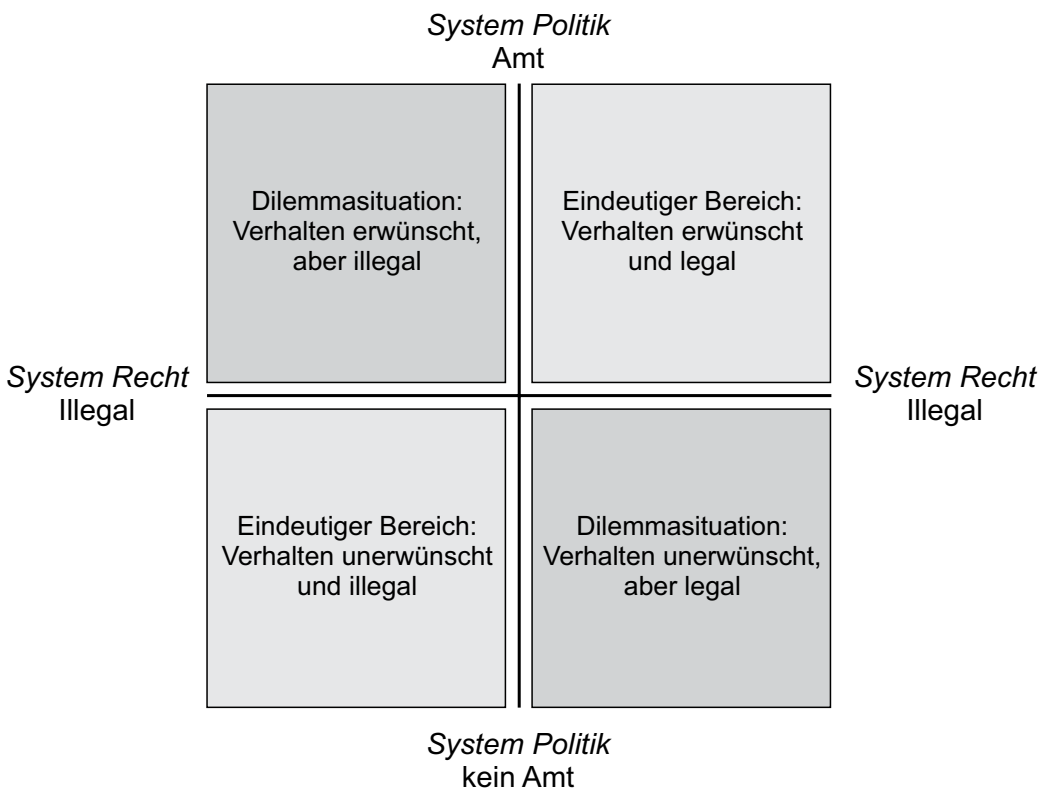 System Politik
Amt
Dilemmasituation:
Verhalten erwünscht,
aber illegal
Eindeutiger Bereich:
Verhalten erwünscht
und legal
System Recht
Illegal
System Recht
Illegal
Eindeutiger Bereich:
Verhalten unerwünscht
und illegal
Dilemmasituation:
Verhalten unerwünscht,
aber legal
System Politik
kein Amt